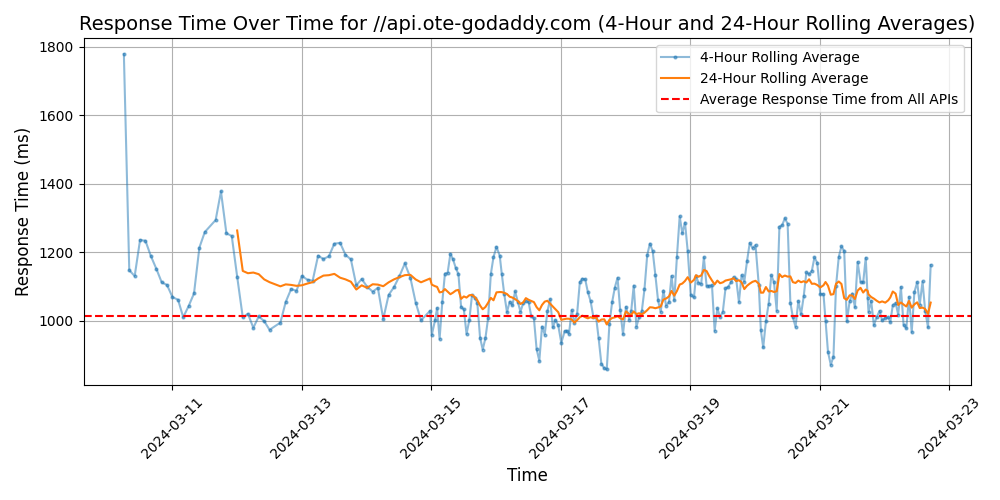 Response Time Over Time for //api.ote-godaddy.com (4-Hour and 24-Hour Rolling Averages)
4-Hour Rolling Average
24-Hour Rolling Average
Average Response Time from All APIs
Response Time (ms)
1800
1600
1400
1200
1000
2024-03-11
2024-03-13
2024-03-15
2024-03-17
2024-03-19
2024-03-21
2024-03-23
Time